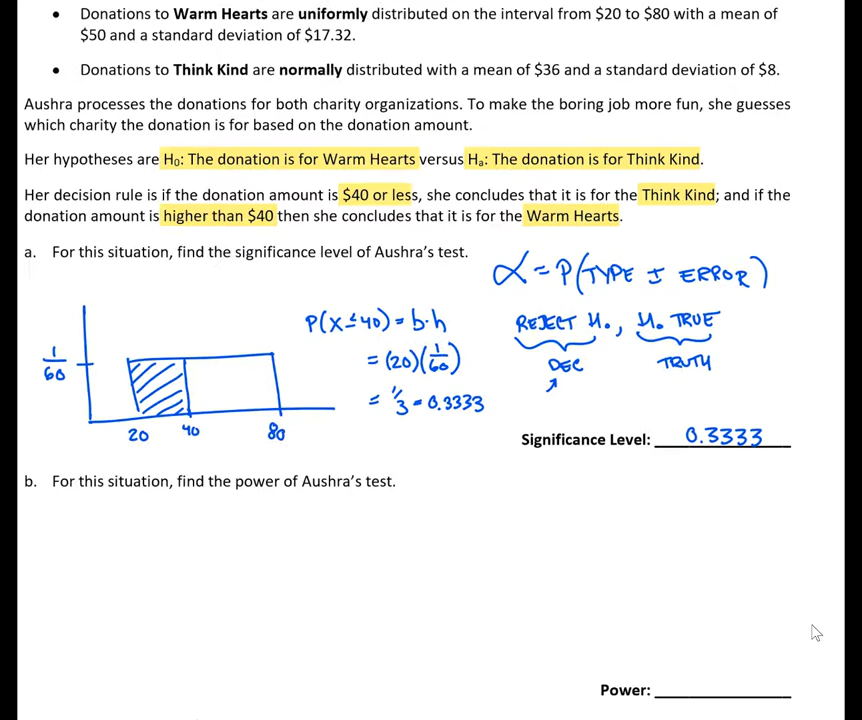 • Donations to Warm Hearts are uniformly distributed on the interval from $20 to $80 with a mean of
$50 and a standard deviation of $17.32.
• Donations to Think Kind are normally distributed with a mean of $36 and a standard deviation of $8.
Aushra processes the donations for both charity organizations. To make the boring job more fun, she guesses
which charity the donation is for based on the donation amount.
Her hypotheses are H₀: The donation is for Warm Hearts versus Hₐ: The donation is for Think Kind.
Her decision rule is if the donation amount is $40 or less, she concludes that it is for the Think Kind; and if the
donation amount is higher than $40 then she concludes that it is for the Warm Hearts.
a. For this situation, find the significance level of Aushra's test.
α = P(TYPE I ERROR)
REJECT H₀, H₀ TRUE
DEC TRUTH
P(X≤40) = b·h
= (20)(1/60)
= 1/3 = 0.3333
1/60
20 40 80
Significance Level: 0.3333
b. For this situation, find the power of Aushra's test.
Power: ____________